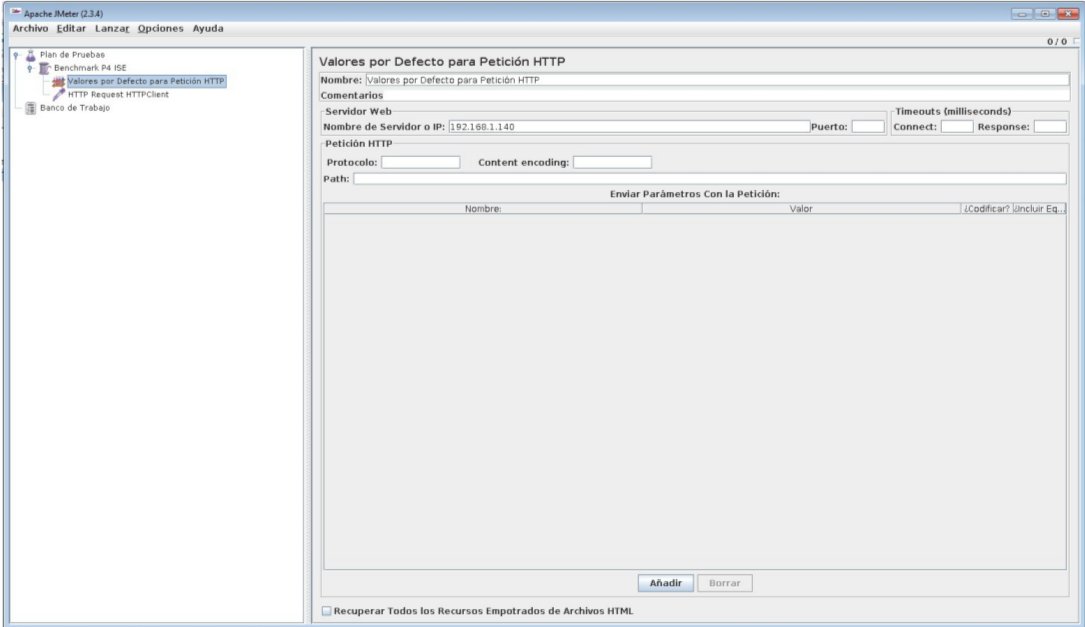 Apache JMeter (2.3.4)
Archivo Editar Lanzar Opciones Ayuda
0 / 0
Plan de Pruebas
Benchmark P4 ISE
Valores por Defecto para Petición HTTP
HTTP Request HTTPClient
Banco de Trabajo
Valores por Defecto para Petición HTTP
Nombre: Valores por Defecto para Petición HTTP
Comentarios
Servidor Web
Timeouts (milliseconds)
Nombre de Servidor o IP: 192.168.1.140 Puerto: Connect: Response:
Petición HTTP
Protocolo: Content encoding:
Path:
Enviar Parámetros Con la Petición:
Nombre: Valor ¿Codificar? ¿Incluir Eq...
Añadir Borrar
Recuperar Todos los Recursos Empotrados de Archivos HTML